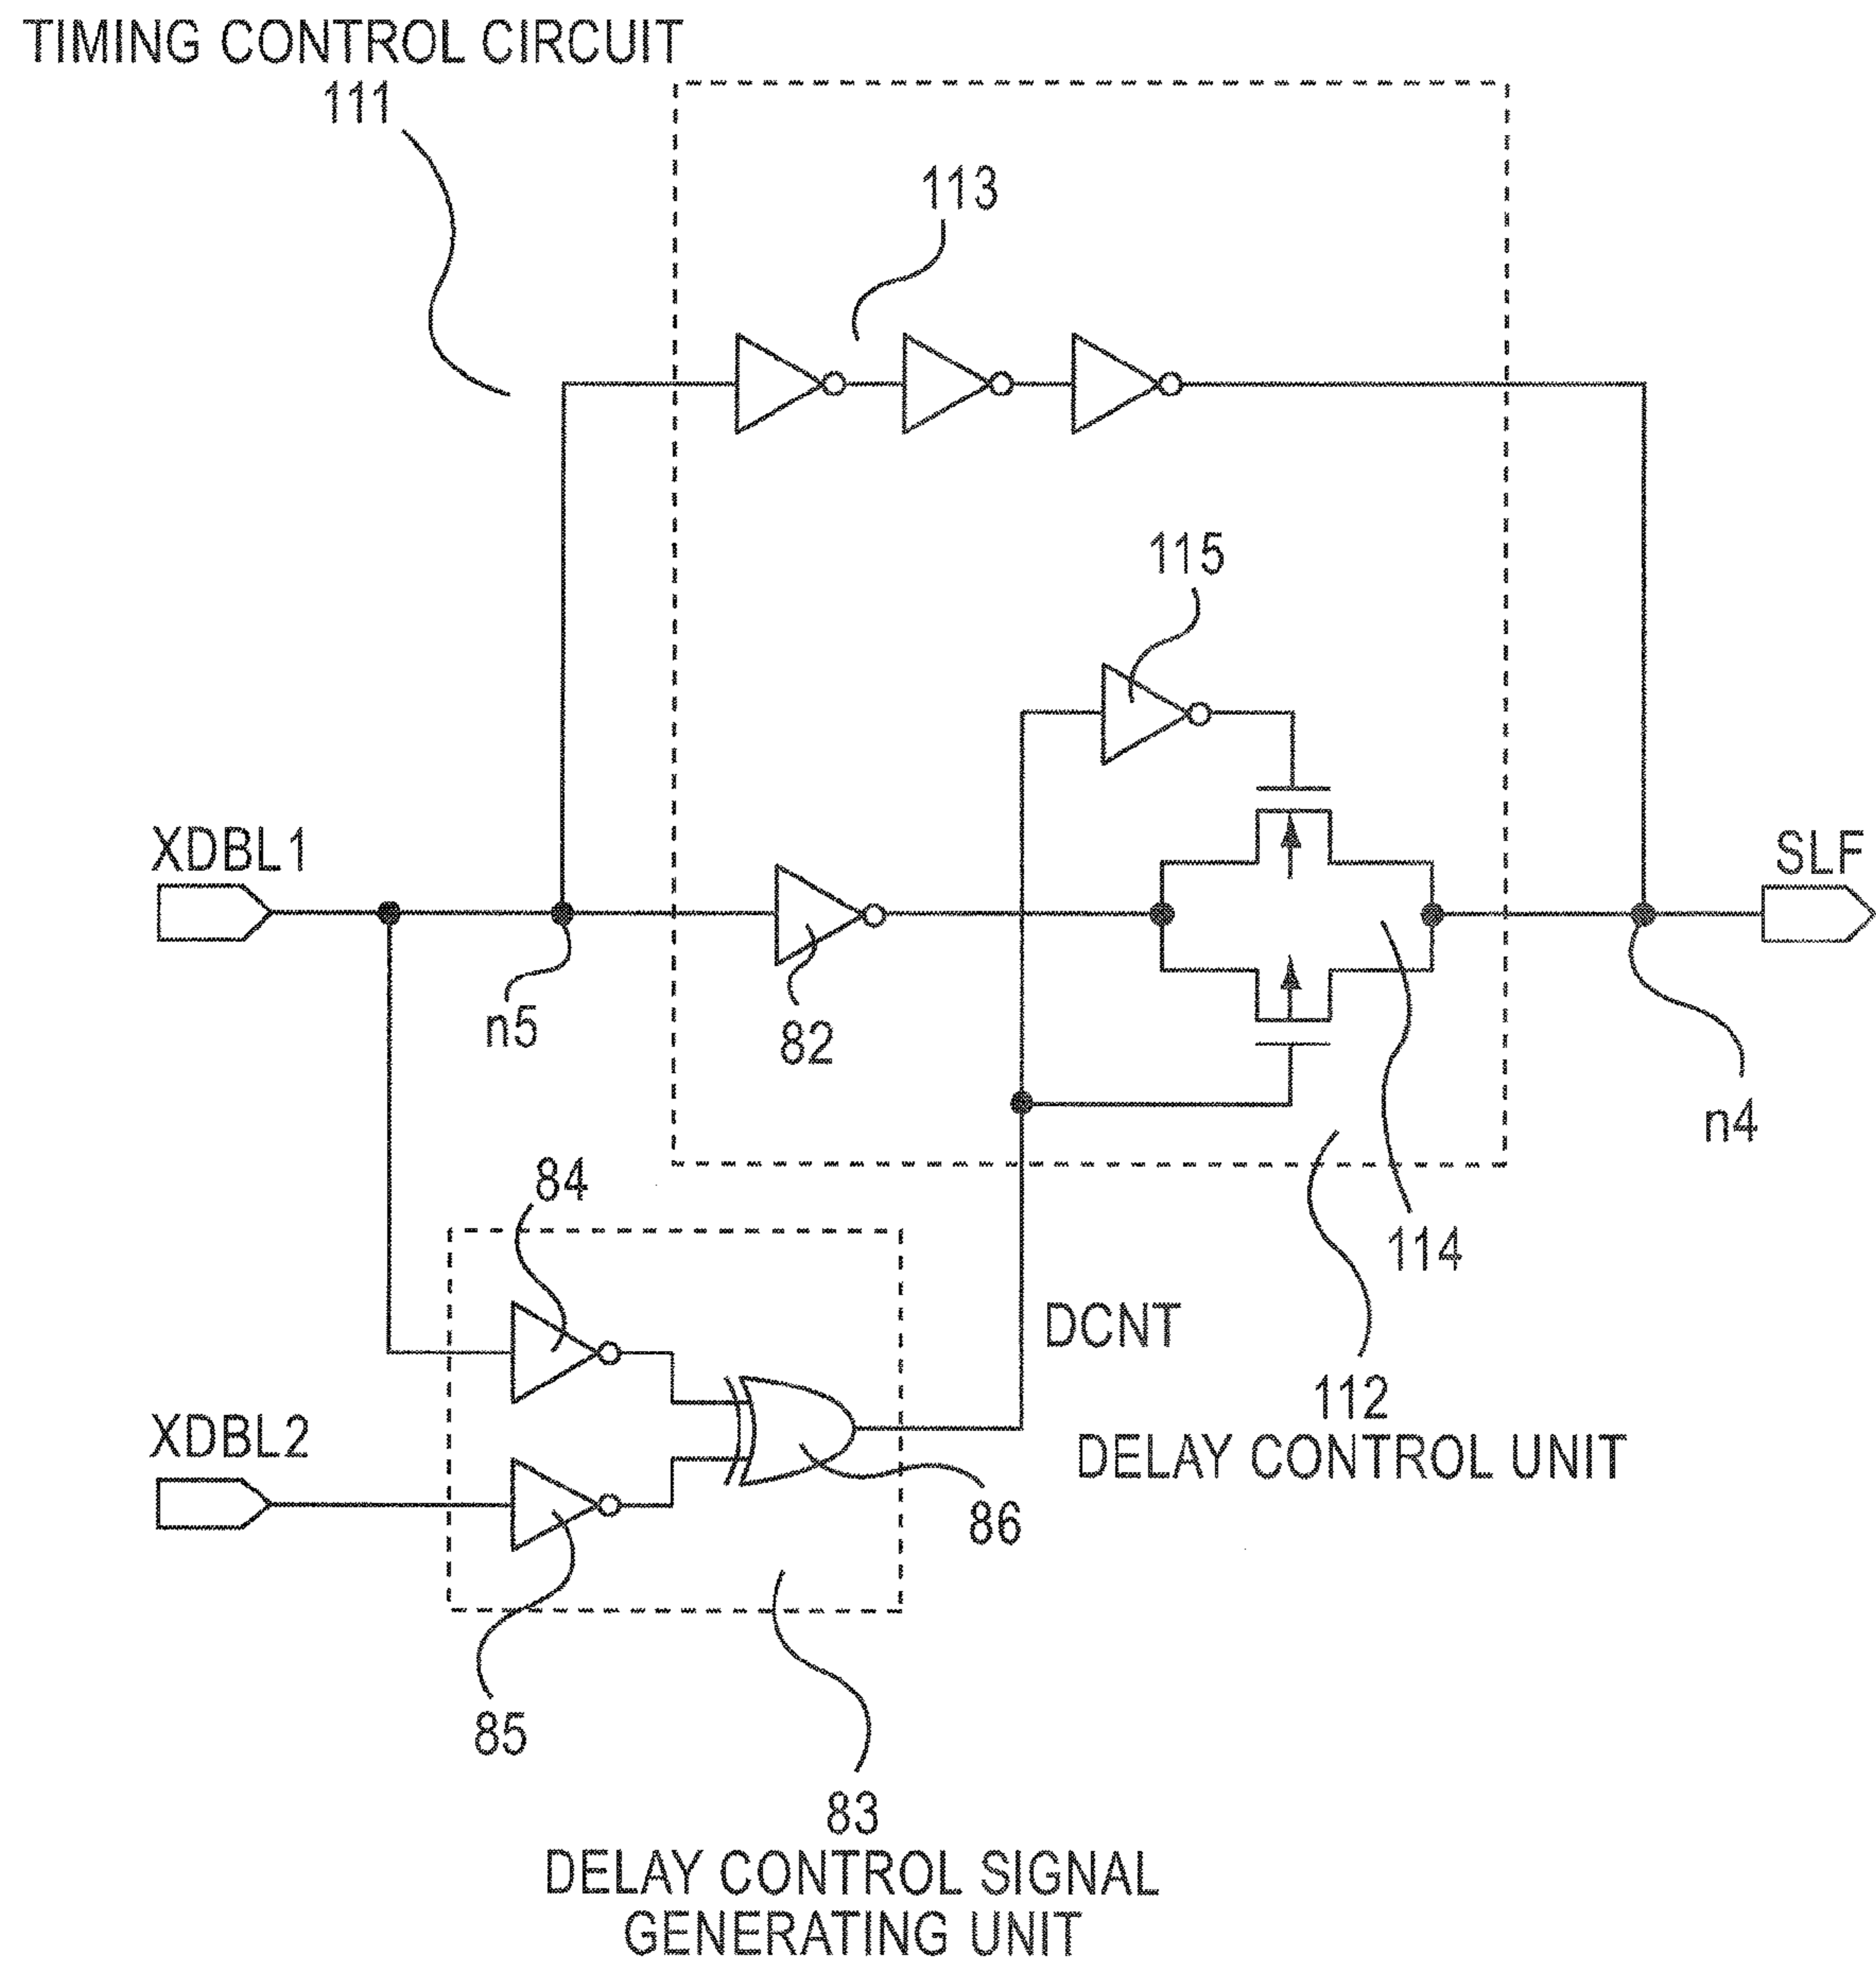 TIMING CONTROL CIRCUIT
111
113
115
XDBL1
SLF
n5
82
n4
84
114
DCNT
112
DELAY CONTROL UNIT
XDBL2
86
85
83
DELAY CONTROL SIGNAL
GENERATING UNIT